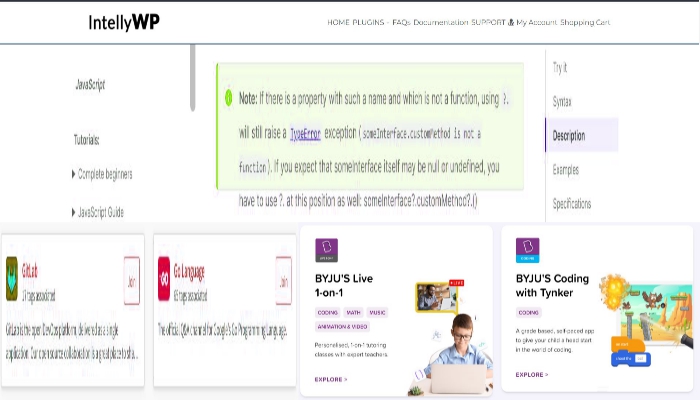 IntellyWP
HOME PLUGINS FAQs Documentation SUPPORT My Account Shopping Cart
JavaScript
Tutorials:
Complete beginners
JavaScript Guide
Note: If there is a property with such a name and which is not a function, using ?.
will still raise a TypeError exception (someInterface.customMethod is not a
function). If you expect that someInterface itself may be null or undefined, you
have to use ?. at this position as well: someInterface?.customMethod?.()
Try it
Syntax
Description
Examples
Specifications
GitLab
17 tags associated
Join
GitLab is the open DevOps platform, delivered as a single
application. Our open source collaboration is a great place to sha...
GO
Go Language
Join
The official Q&A channel for Google's Go Programming Language.
BYJU'S Live
1-on-1
CODING MATH MUSIC
ANIMATION & VIDEO
Personalised, 1-on-1 tutoring
classes with expert teachers.
EXPLORE >
LIVE
BYJU'S Coding
with Tynker
CODING
A grade based, self-paced app
to give your child a head start
in the world of coding.
EXPLORE >